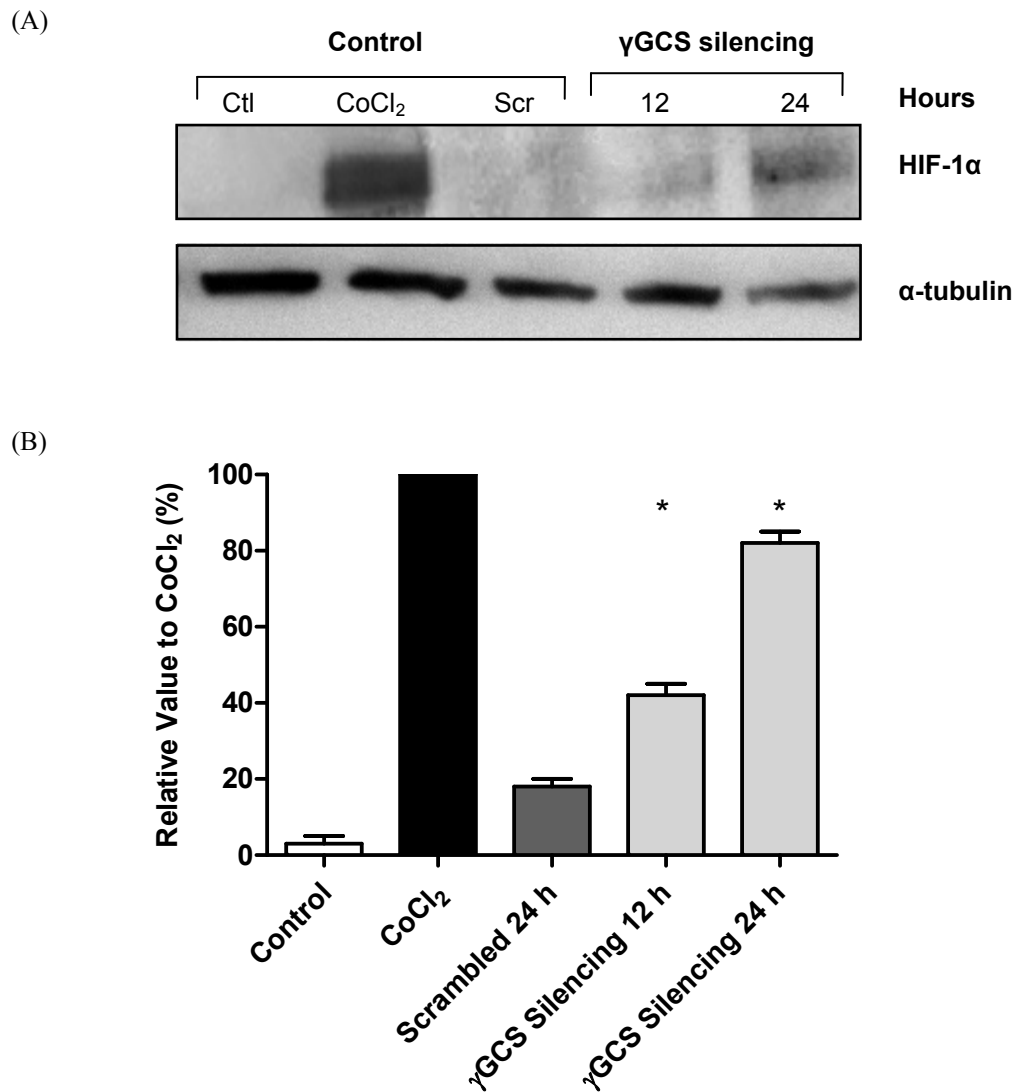 (A)
Control γGCS silencing
Ctl CoCl₂ Scr 12 24 Hours
HIF-1α
α-tubulin
(B)
Relative Value to CoCl₂ (%)
100
80
60
40
20
0
* *
Control
CoCl₂
Scrambled 24 h
γGCS Silencing 12 h
γGCS Silencing 24 h